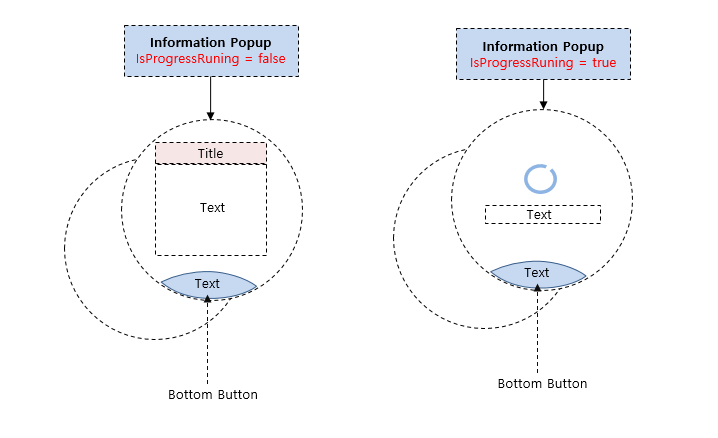 Information Popup
IsProgressRuning = false
Title
Text
Text
Bottom Button
Information Popup
IsProgressRuning = true
Text
Text
Bottom Button